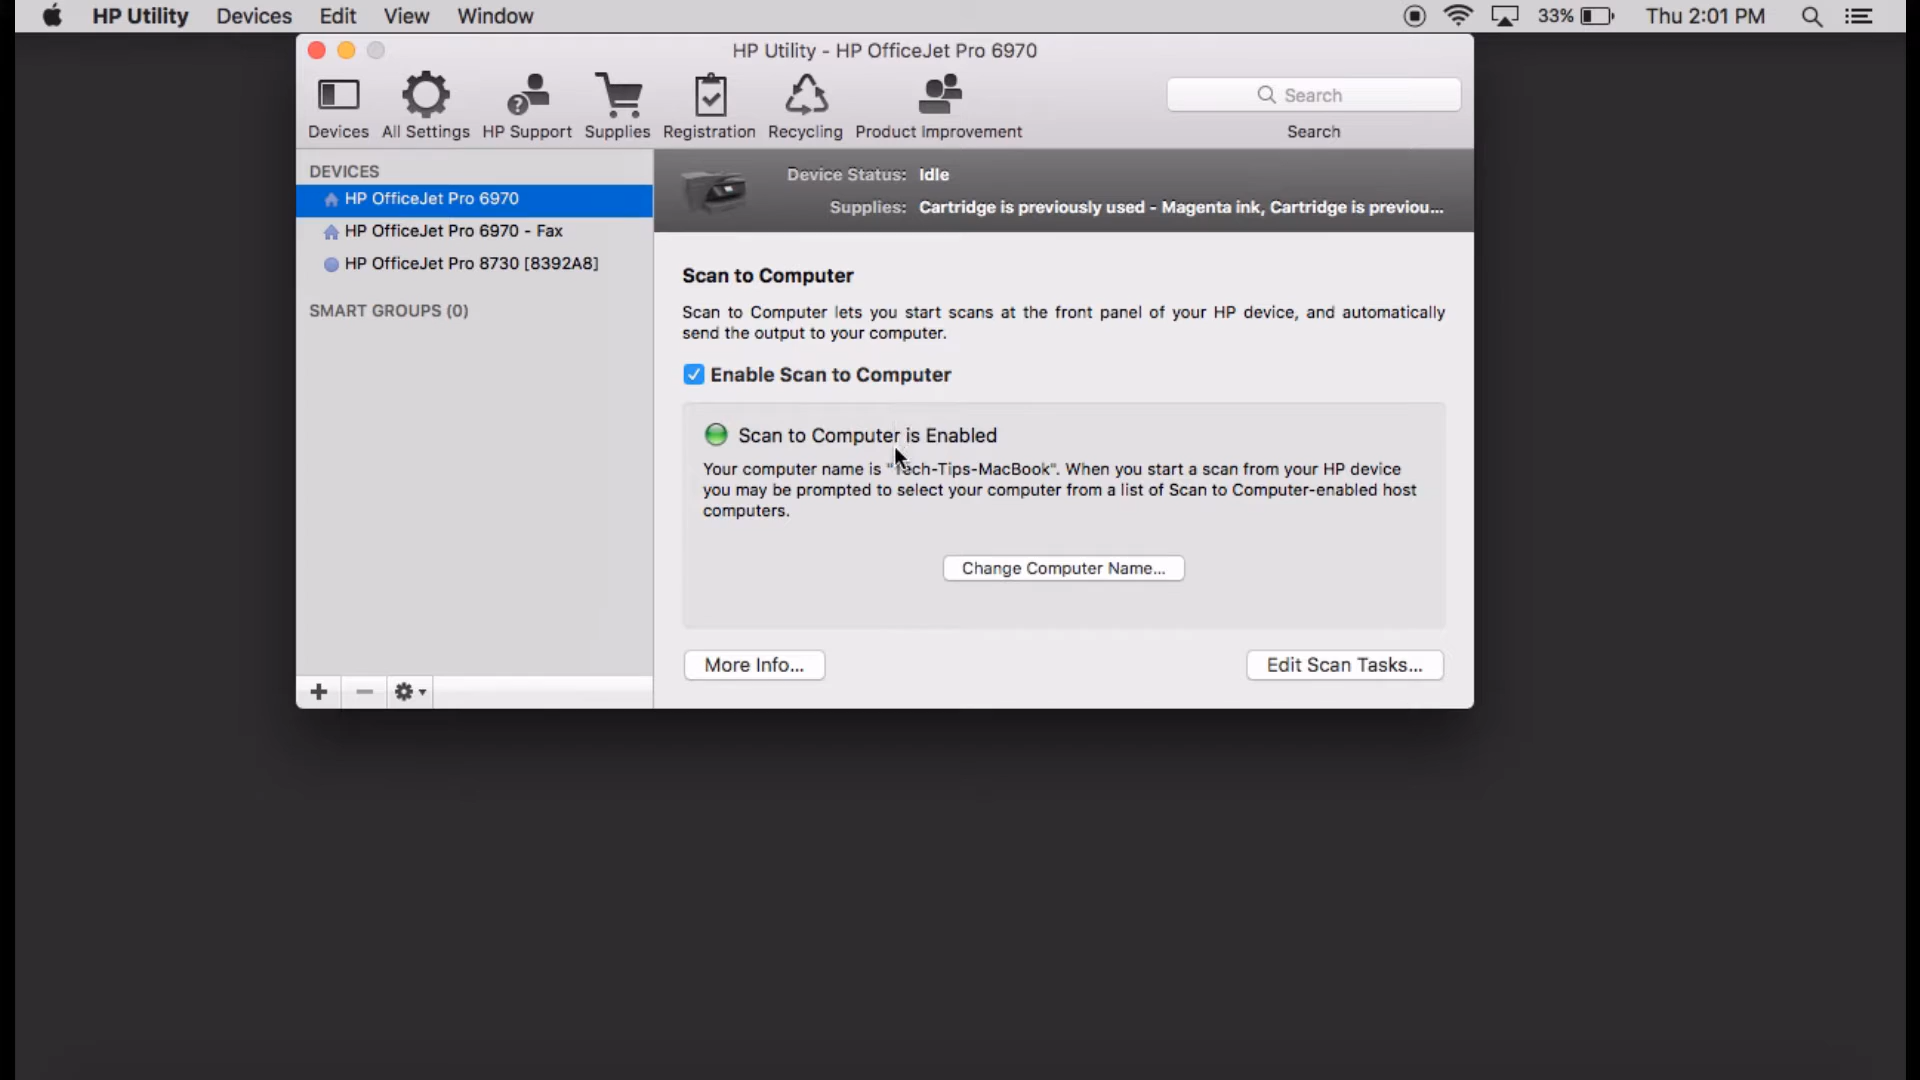 HP Utility Devices Edit View Window 33% Thu 2:01 PM
HP Utility - HP OfficeJet Pro 6970
Search
Devices All Settings HP Support Supplies Registration Recycling Product Improvement Search
DEVICES
HP OfficeJet Pro 6970
HP OfficeJet Pro 6970 - Fax
HP OfficeJet Pro 8730 [8392A8]
SMART GROUPS (0)
Device Status: Idle
Supplies: Cartridge is previously used - Magenta ink, Cartridge is previou...
Scan to Computer
Scan to Computer lets you start scans at the front panel of your HP device, and automatically
send the output to your computer.
Enable Scan to Computer
Scan to Computer is Enabled
Your computer name is "Tech-Tips-MacBook". When you start a scan from your HP device
you may be prompted to select your computer from a list of Scan to Computer-enabled host
computers.
Change Computer Name...
More Info...
Edit Scan Tasks...